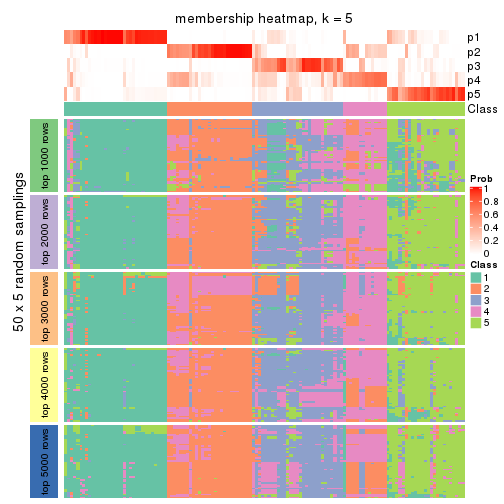 membership heatmap, k = 5
p1
p2
p3
p4
p5
Class
50 x 5 random samplings
top 1000 rows
top 2000 rows
top 3000 rows
top 4000 rows
top 5000 rows
Prob
1
0.8
0.6
0.4
0.2
0
Class
1
2
3
4
5